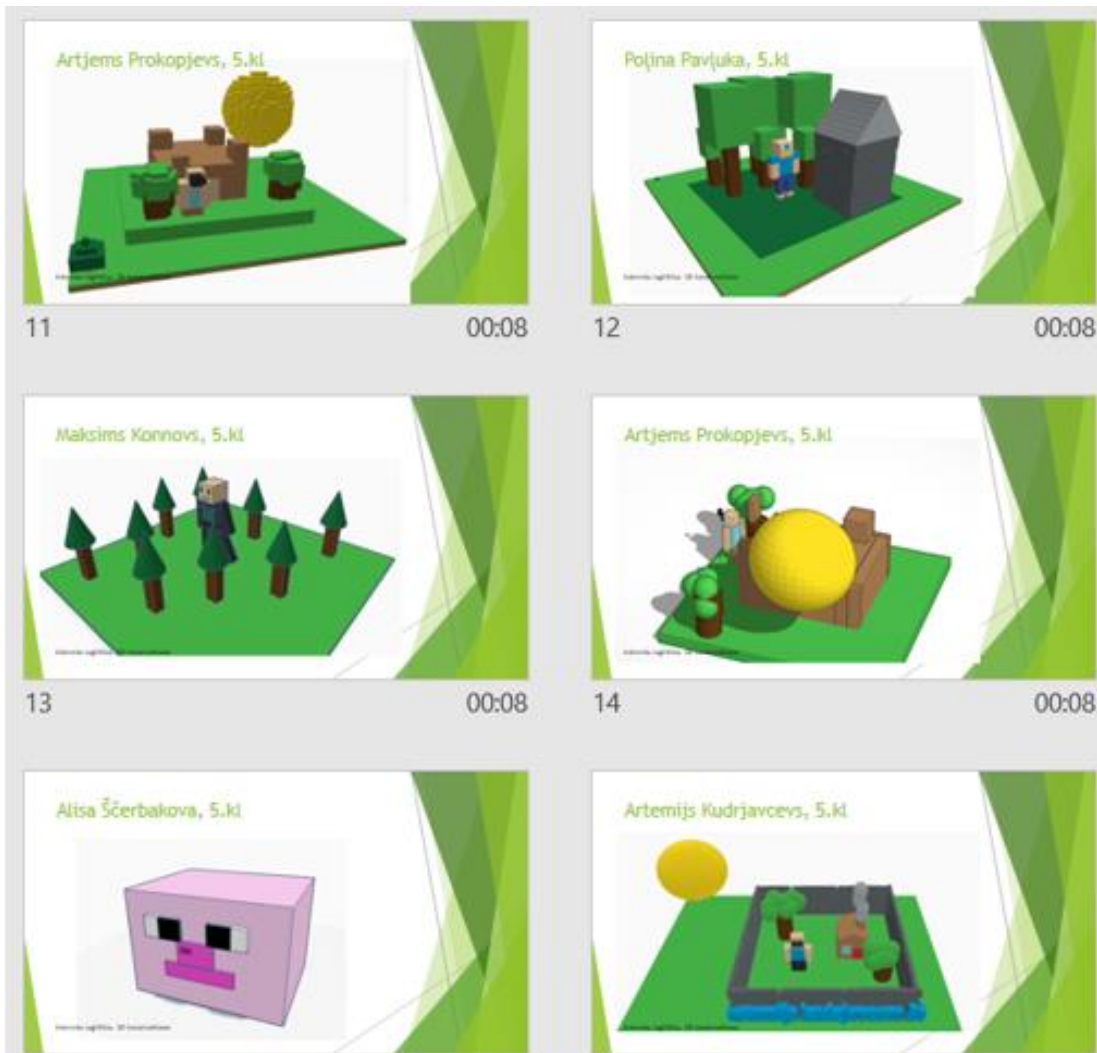 Artjems Prokopjevs, 5.kl
Poļina Pavļuka, 5.kl
11
00:08
12
00:08
Maksims Konnovs, 5.kl
Artjems Prokopjevs, 5.kl
13
00:08
14
00:08
Alisa Ščerbakova, 5.kl
Artemijs Kudrjavcevs, 5.kl